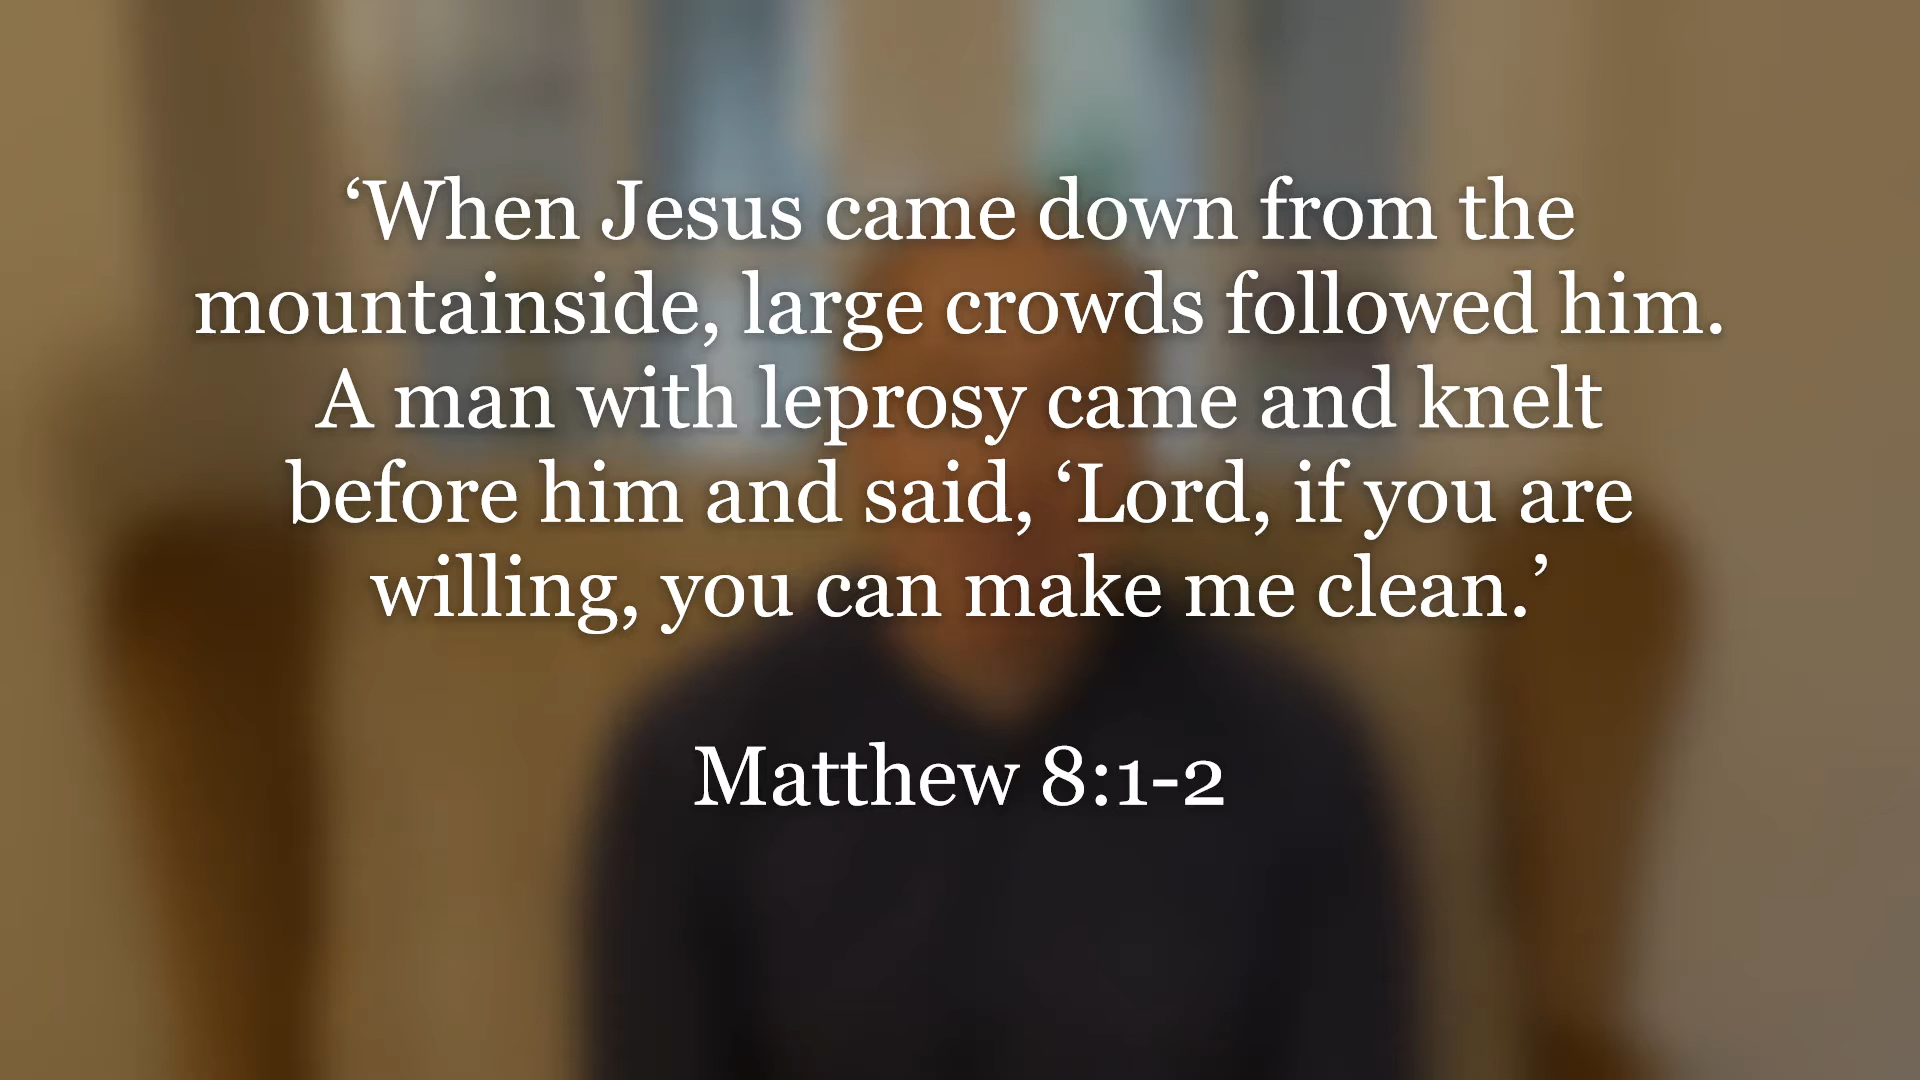 ‘When Jesus came down from the
mountainside, large crowds followed him.
A man with leprosy came and knelt
before him and said, ‘Lord, if you are
willing, you can make me clean.’
Matthew 8:1-2